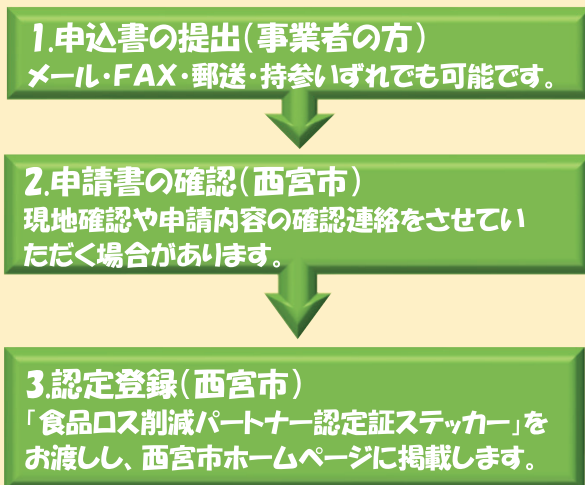 1.申込書の提出(事業者の方)
メール・FAX・郵送・持参いずれでも可能です。
2.申請書の確認(西宮市)
現地確認や申請内容の確認連絡をさせてい
ただく場合があります。
3.認定登録(西宮市)
「食品ロス削減パートナー認定証ステッカー」を
お渡しし、西宮市ホームページに掲載します。